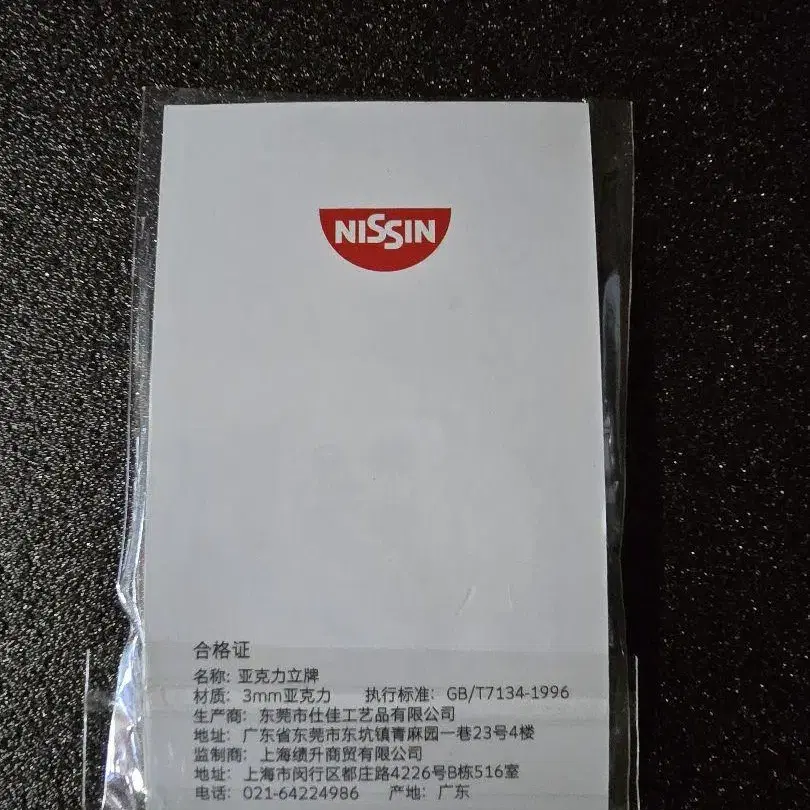 NISSIN
合格证
名称: 亚克力立牌
材质: 3mm亚克力 执行标准: GB/T7134-1996
生产商: 东莞市仕佳工艺品有限公司
地址: 广东省东莞市东坑镇青麻园一巷23号4楼
监制商: 上海绩升商贸有限公司
地址: 上海市闵行区都庄路4226号B栋516室
电话: 021-64224986 产地: 广东